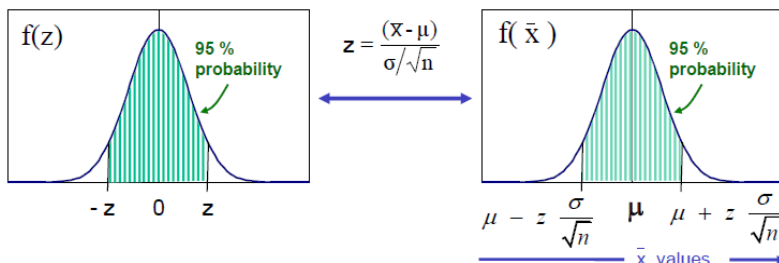 f(z)
95 %
probability
- z 0 z
z = (x̄ - μ) / σ/√n
f( x̄ )
95 %
probability
μ − z σ/√n μ μ + z σ/√n
x̄ values